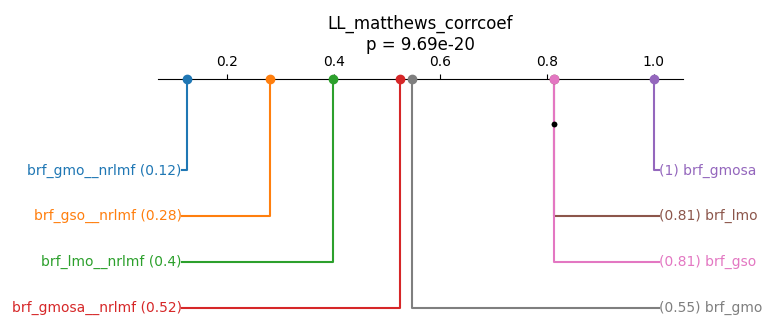 LL_matthews_corrcoef
p = 9.69e-20
0.2 0.4 0.6 0.8 1.0
brf_gmo__nrlmf (0.12) (1) brf_gmosa
brf_gso__nrlmf (0.28) (0.81) brf_lmo
brf_lmo__nrlmf (0.4) (0.81) brf_gso
brf_gmosa__nrlmf (0.52) (0.55) brf_gmo